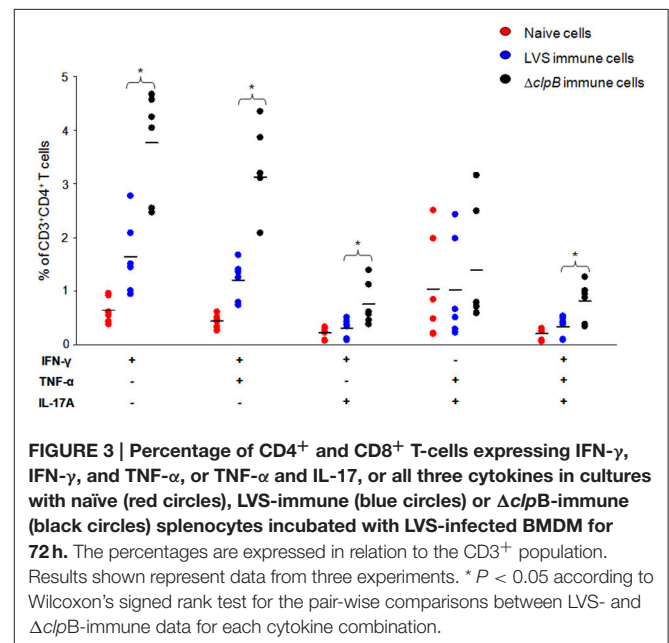 Naive cells
LVS immune cells
ΔclpB immune cells
% of CD3⁺CD4⁺ T cells
5
4
3
2
1
0
* * * *
IFN-γ + + + - +
TNF-α - + - + +
IL-17A - - + + +
FIGURE 3 | Percentage of CD4⁺ and CD8⁺ T-cells expressing IFN-γ,
IFN-γ, and TNF-α, or TNF-α and IL-17, or all three cytokines in cultures
with naïve (red circles), LVS-immune (blue circles) or ΔclpB-immune
(black circles) splenocytes incubated with LVS-infected BMDM for
72 h. The percentages are expressed in relation to the CD3⁺ population.
Results shown represent data from three experiments. * P < 0.05 according to
Wilcoxon's signed rank test for the pair-wise comparisons between LVS- and
ΔclpB-immune data for each cytokine combination.